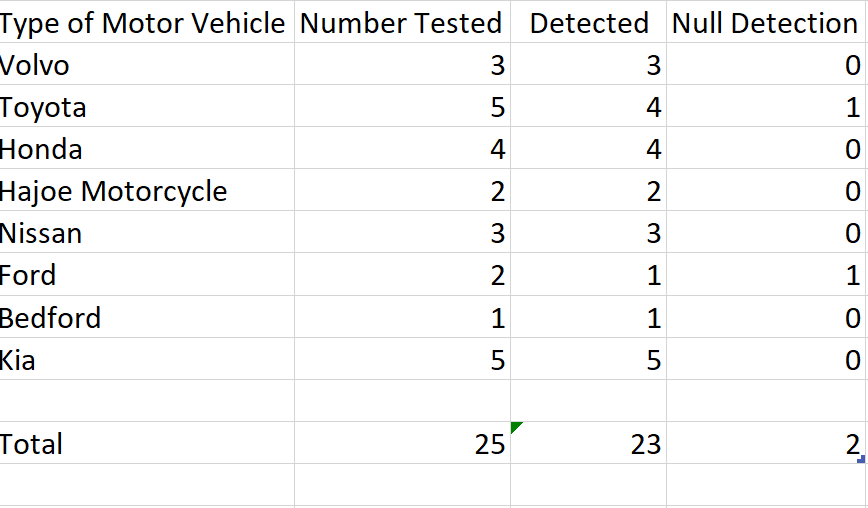 Type of Motor Vehicle Number Tested Detected Null Detection
Volvo 3 3 0
Toyota 5 4 1
Honda 4 4 0
Hajoe Motorcycle 2 2 0
Nissan 3 3 0
Ford 2 1 1
Bedford 1 1 0
Kia 5 5 0
Total 25 23 2